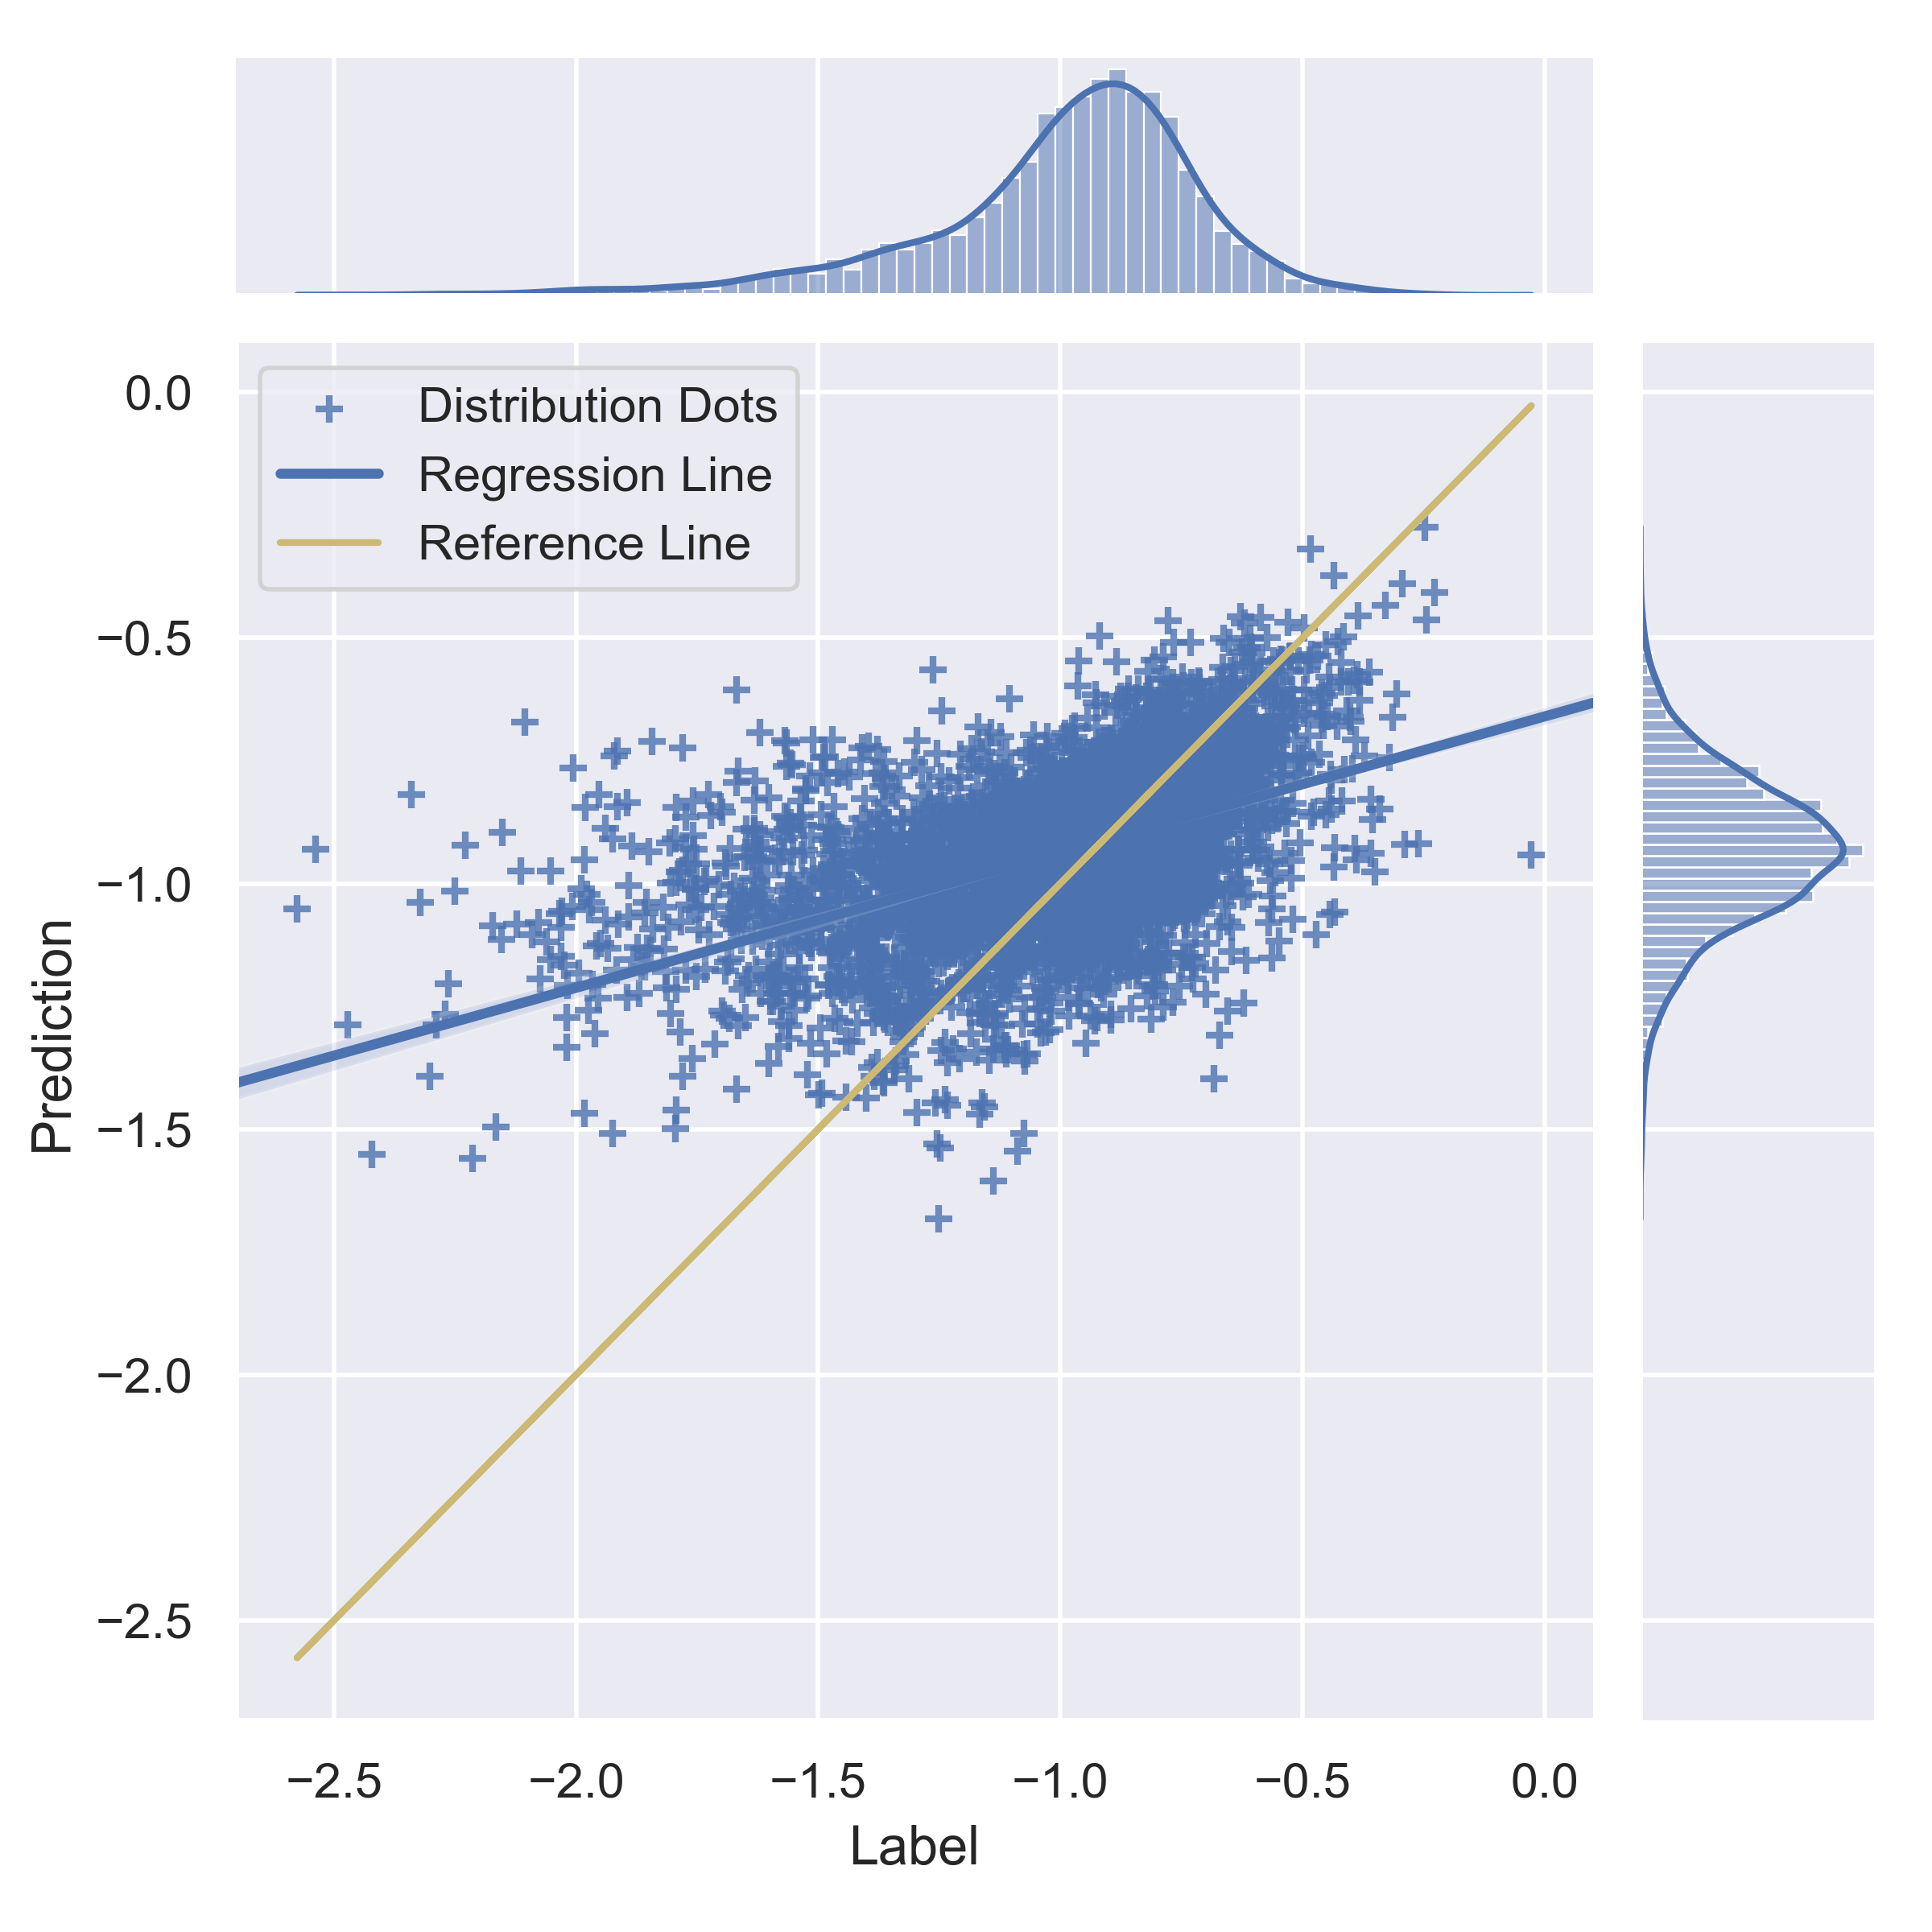 Distribution Dots
Regression Line
Reference Line
0.0
−0.5
−1.0
−1.5
−2.0
−2.5
Prediction
−2.5 −2.0 −1.5 −1.0 −0.5 0.0
Label